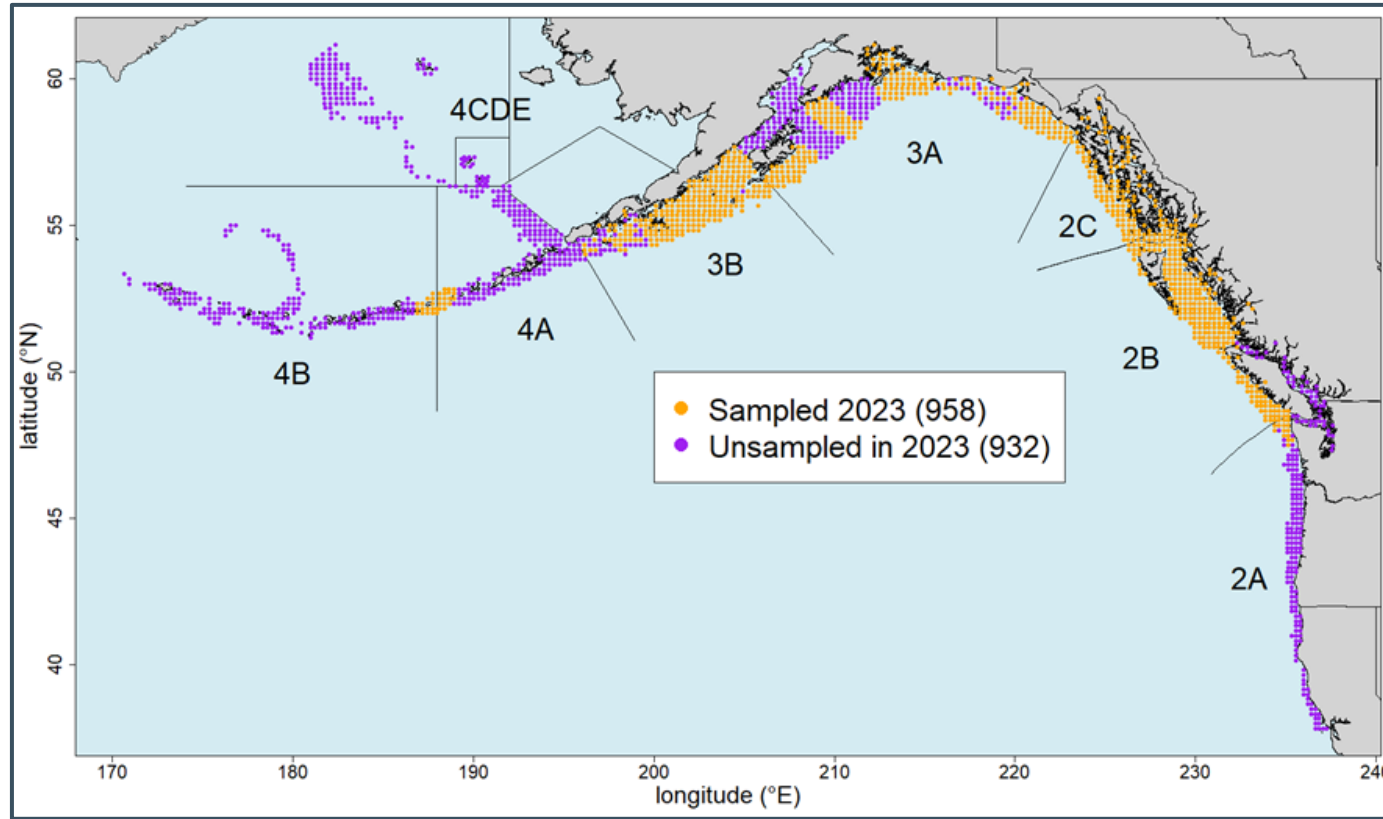 60
55
50
45
40
latitude (°N)
4CDE
3A
2C
3B
4A
4B
2B
2A
Sampled 2023 (958)
Unsampled in 2023 (932)
170 180 190 200 210 220 230 240
longitude (°E)